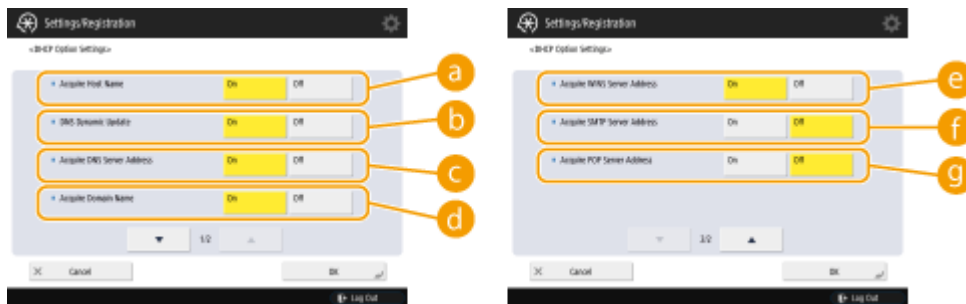 Settings/Registration
<DHCP Option Settings>
Acquire Host Name
On
Off
a
DNS Dynamic Update
On
Off
b
Acquire DNS Server Address
On
Off
c
Acquire Domain Name
On
Off
d
1/2
Cancel
OK
Log Out
Settings/Registration
<DHCP Option Settings>
Acquire WINS Server Address
On
Off
e
Acquire SMTP Server Address
On
Off
f
Acquire POP Server Address
On
Off
g
2/2
Cancel
OK
Log Out